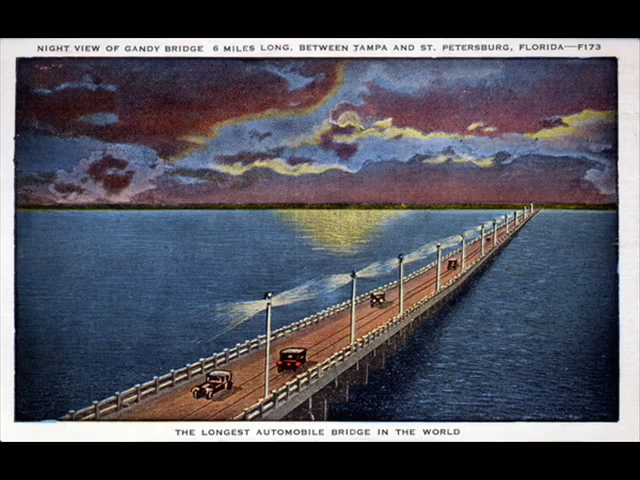 NIGHT VIEW OF GANDY BRIDGE 6 MILES LONG, BETWEEN TAMPA AND ST. PETERSBURG, FLORIDA—F173
THE LONGEST AUTOMOBILE BRIDGE IN THE WORLD